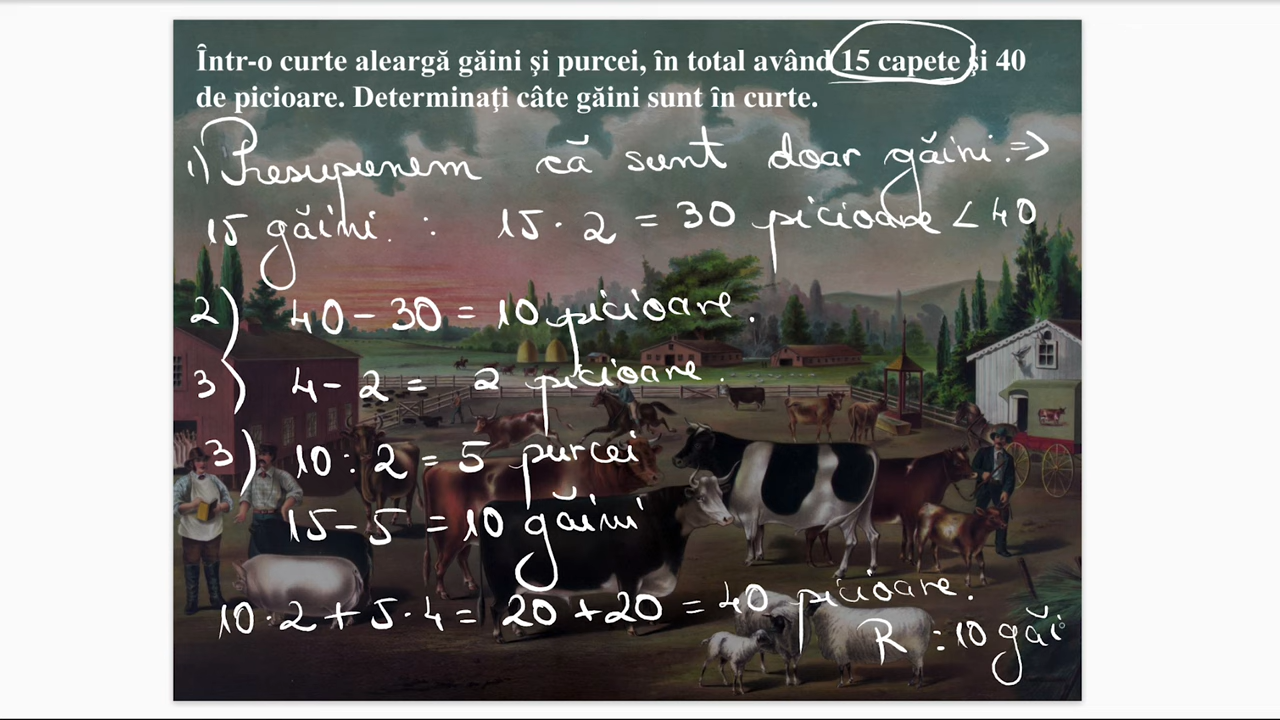 Într-o curte aleargă găini şi purcei, în total având 15 capete şi 40
de picioare. Determinaţi câte găini sunt în curte.
1) Presupunem că sunt doar găini. =>
15 găini. : 15 · 2 = 30 picioare < 40
2) 40 - 30 = 10 picioare.
3) 4 - 2 = 2 picioare.
3) 10 : 2 = 5 purcei
15 - 5 = 10 găini
10 · 2 + 5 · 4 = 20 + 20 = 40 picioare.
R : 10 găi